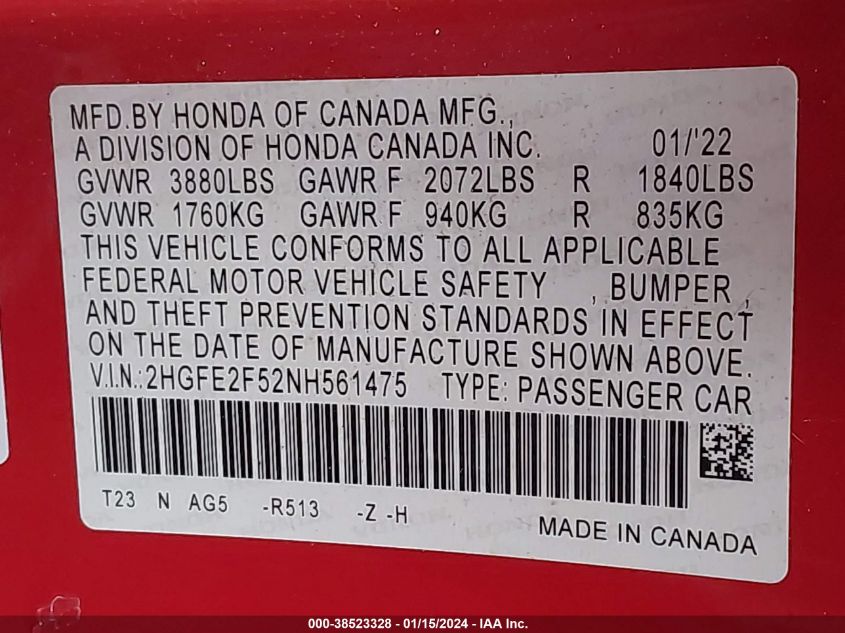 MFD.BY HONDA OF CANADA MFG.,
A DIVISION OF HONDA CANADA INC. 01/'22
GVWR 3880LBS GAWR F 2072LBS R 1840LBS
GVWR 1760KG GAWR F 940KG R 835KG
THIS VEHICLE CONFORMS TO ALL APPLICABLE
FEDERAL MOTOR VEHICLE SAFETY , BUMPER ,
AND THEFT PREVENTION STANDARDS IN EFFECT
ON THE DATE OF MANUFACTURE SHOWN ABOVE.
V.I.N.:2HGFE2F52NH561475 TYPE: PASSENGER CAR
T23 N AG5 -R513 -Z -H
MADE IN CANADA
000-38523328 - 01/15/2024 - IAA Inc.